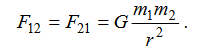 F₁₂ = F₂₁ = G m₁m₂ / r² .